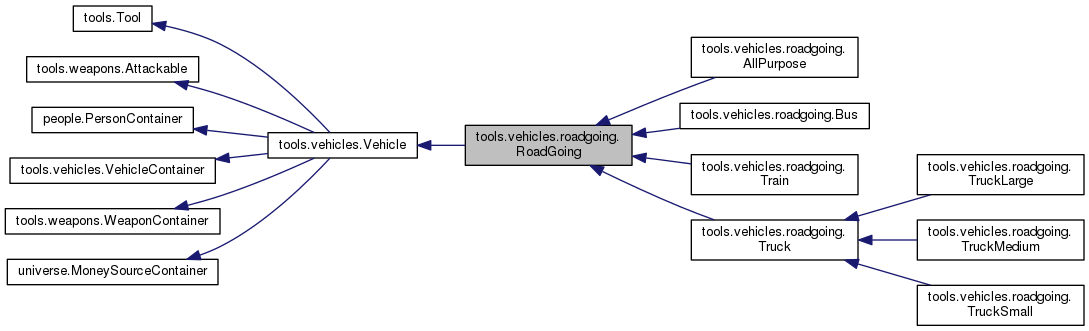 tools.Tool
tools.weapons.Attackable
people.PersonContainer
tools.vehicles.VehicleContainer
tools.weapons.WeaponContainer
universe.MoneySourceContainer
tools.vehicles.Vehicle
tools.vehicles.roadgoing.
RoadGoing
tools.vehicles.roadgoing.
AllPurpose
tools.vehicles.roadgoing.Bus
tools.vehicles.roadgoing.
Train
tools.vehicles.roadgoing.
Truck
tools.vehicles.roadgoing.
TruckLarge
tools.vehicles.roadgoing.
TruckMedium
tools.vehicles.roadgoing.
TruckSmall